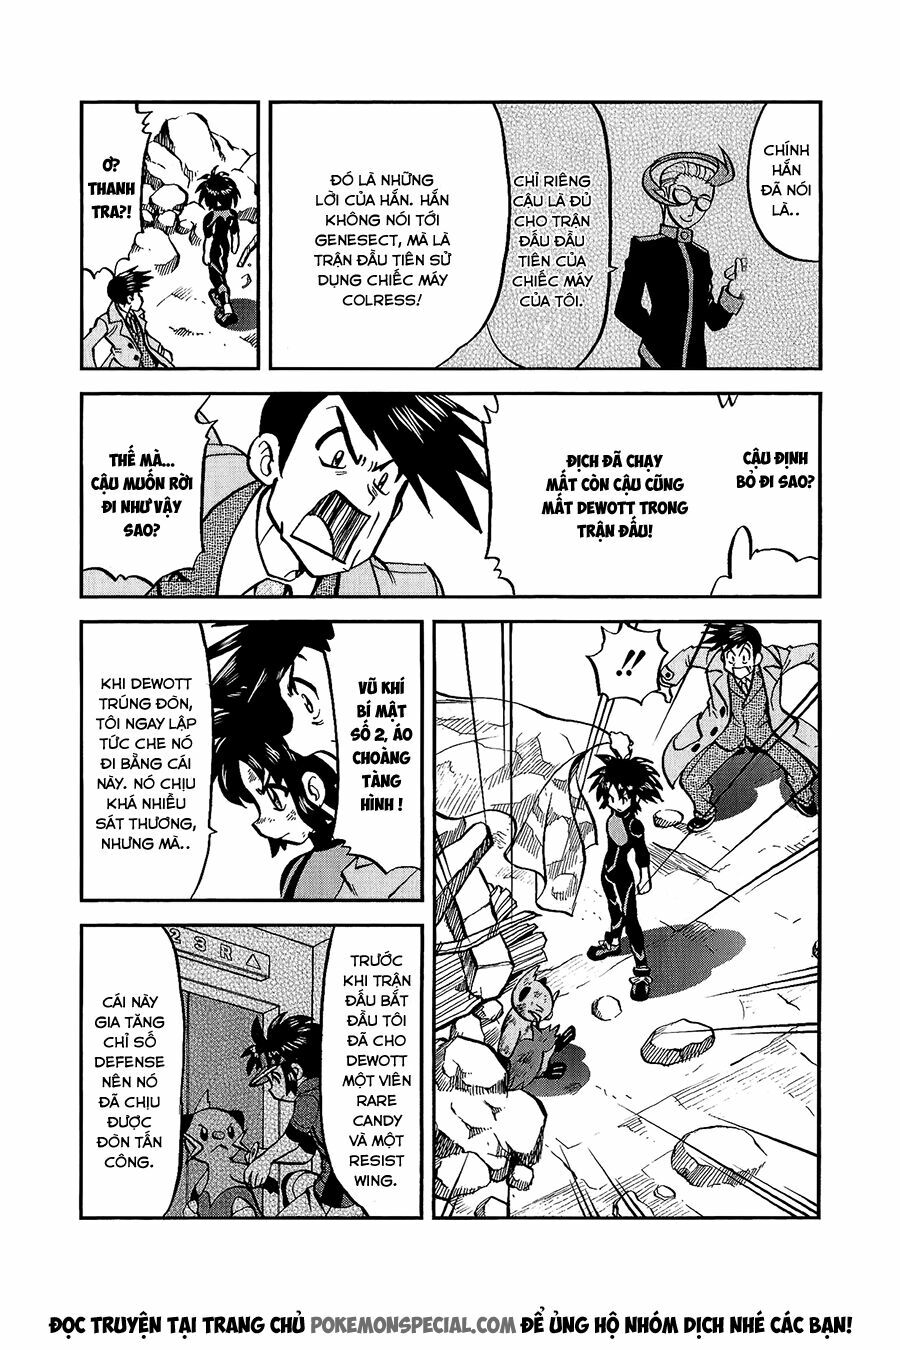 CHÍNH
HẮN
ĐÃ NÓI
LÀ..
CHỈ RIÊNG
CẬU LÀ ĐỦ
CHO TRẬN
ĐẤU ĐẦU
TIÊN CỦA
CHIẾC MÁY
CỦA TÔI.
ĐÓ LÀ NHỮNG
LỜI CỦA HẮN. HẮN
KHÔNG NÓI TỚI
GENESECT, MÀ LÀ
TRẬN ĐẦU TIÊN SỬ
DỤNG CHIẾC MÁY
COLRESS!
Ơ?
THANH
TRA?!
CẬU ĐỊNH
BỎ ĐI SAO?
ĐỊCH ĐÃ CHẠY
MẤT CÒN CẬU CŨNG
MẤT DEWOTT TRONG
TRẬN ĐẤU!
THẾ MÀ...
CẬU MUỐN RỜI
ĐI NHƯ VẬY
SAO?
!!
VŨ KHÍ
BÍ MẬT
SỐ 2, ÁO
CHOÀNG
TÀNG
HÌNH !
KHI DEWOTT
TRÚNG ĐÒN,
TÔI NGAY LẬP
TỨC CHE NÓ
ĐI BẰNG CÁI
NÀY. NÓ CHỊU
KHÁ NHIỀU
SÁT THƯƠNG,
NHƯNG MÀ..
TRƯỚC
KHI TRẬN
ĐẤU BẮT
ĐẦU TÔI
ĐÃ CHO
DEWOTT
MỘT VIÊN
RARE
CANDY
VÀ MỘT
RESIST
WING.
2 3 R
CÁI NÀY
GIA TĂNG
CHỈ SỐ
DEFENSE
NÊN NÓ
ĐÃ CHỊU
ĐƯỢC
ĐÒN TẤN
CÔNG.
ĐỌC TRUYỆN TẠI TRANG CHỦ POKEMONSPECIAL.COM ĐỂ ỦNG HỘ NHÓM DỊCH NHÉ CÁC BẠN!